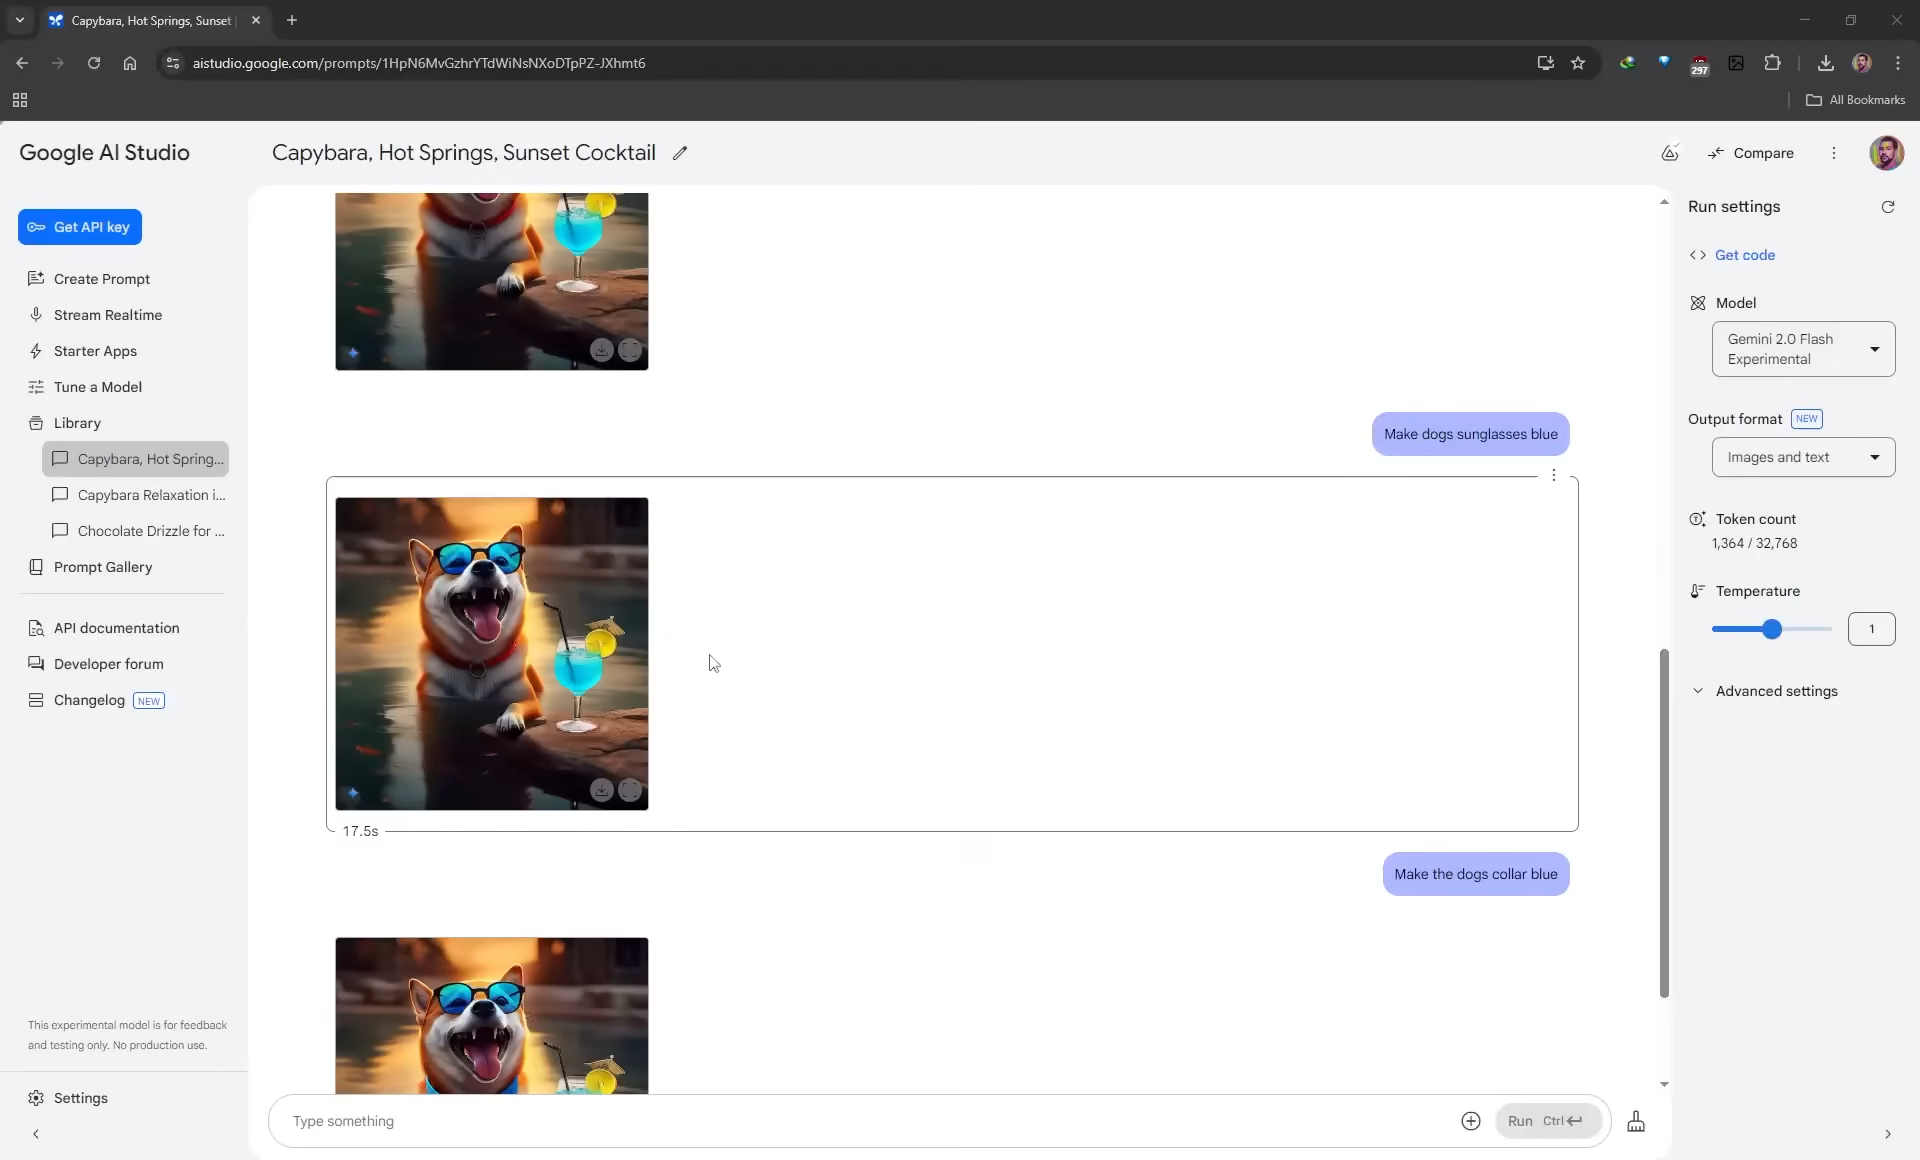 Capybara, Hot Springs, Sunset
aistudio.google.com/prompts/1HpN6MvGzhrYTdWiNsNXoDTpPZ-JXhmt6
297
All Bookmarks
Google AI Studio
Capybara, Hot Springs, Sunset Cocktail
Compare
Get API key
Create Prompt
Stream Realtime
Starter Apps
Tune a Model
Library
Capybara, Hot Spring...
Capybara Relaxation i...
Chocolate Drizzle for ...
Prompt Gallery
API documentation
Developer forum
Changelog NEW
This experimental model is for feedback
and testing only. No production use.
Settings
Make dogs sunglasses blue
17.5s
Make the dogs collar blue
Type something
Run Ctrl
Run settings
Get code
Model
Gemini 2.0 Flash
Experimental
Output format NEW
Images and text
Token count
1,364 / 32,768
Temperature
1
Advanced settings